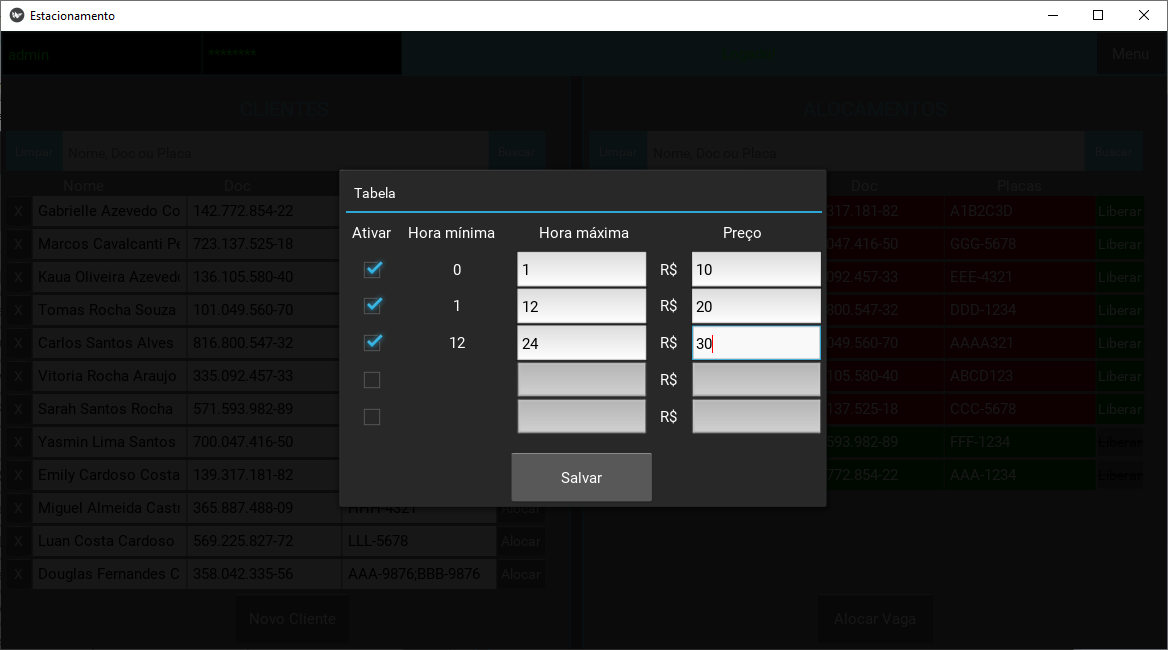 Estacionamento
admin ******** Menu
CLIENTES ALOCAMENTOS
Limpar Nome, Doc ou Placa Buscar Limpar Nome, Doc ou Placa Buscar
Nome Doc Doc Placas
Tabela
Ativar Hora mínima Hora máxima Preço
0 1 R$ 10
1 12 R$ 20
12 24 R$ 30
R$
R$
Salvar
X Gabrielle Azevedo Co 142.772.854-22
X Marcos Cavalcanti Pe 723.137.525-18
X Kaua Oliveira Azeved 136.105.580-40
X Tomas Rocha Souza 101.049.560-70
X Carlos Santos Alves 816.800.547-32
X Vitoria Rocha Araujo 335.092.457-33
X Sarah Santos Rocha 571.593.982-89
X Yasmin Lima Santos 700.047.416-50
X Emily Cardoso Costa 139.317.181-82
X Miguel Almeida Castr 365.887.488-09 HHH-4321 Alocar
X Luan Costa Cardoso 569.225.827-72 LLL-5678 Alocar
X Douglas Fernandes C 358.042.335-56 AAA-9876;BBB-9876 Alocar
Novo Cliente
317.181-82 A1B2C3D Liberar
047.416-50 GGG-5678 Liberar
092.457-33 EEE-4321 Liberar
800.547-32 DDD-1234 Liberar
049.560-70 AAAA321 Liberar
105.580-40 ABCD123 Liberar
137.525-18 CCC-5678 Liberar
593.982-89 FFF-1234 Liberar
772.854-22 AAA-1234 Liberar
Alocar Vaga